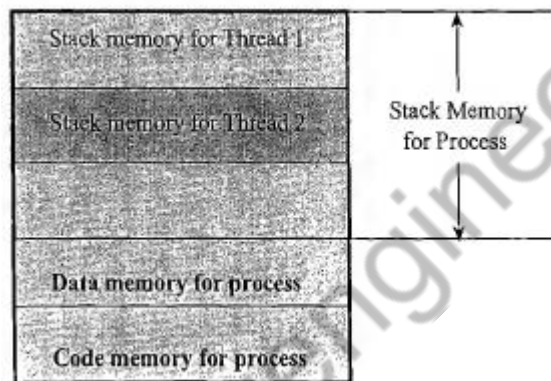 Stack memory for Thread 1
Stack memory for Thread 2
Stack Memory
for Process
Data memory for process
Code memory for process